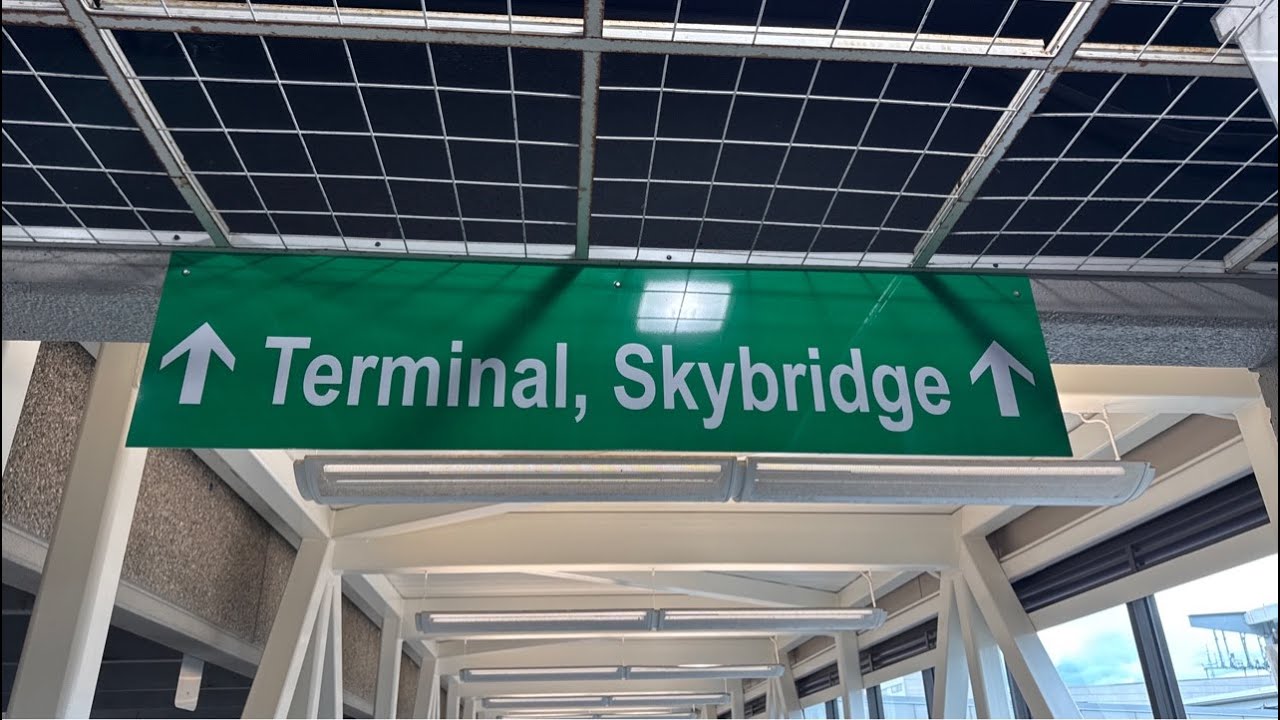 ↑ Terminal, Skybridge ↑